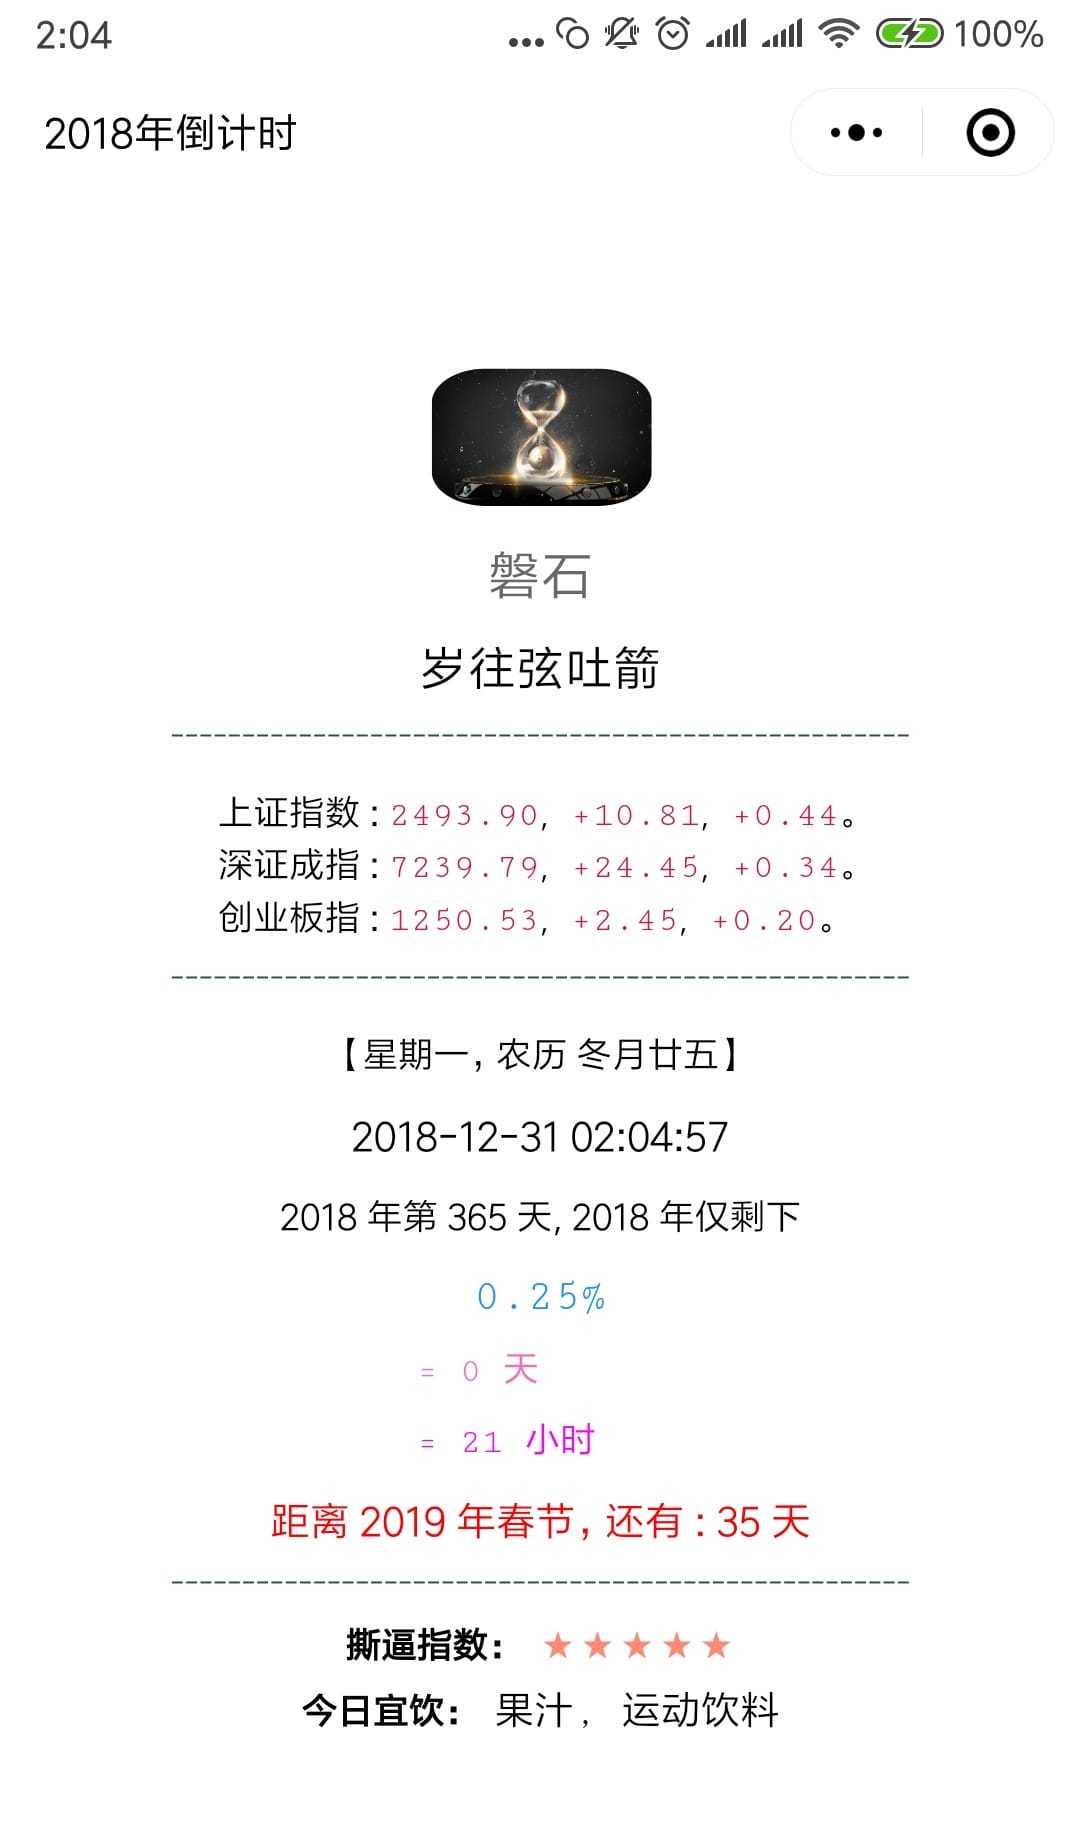 2:04
100%
2018年倒计时
磐石
岁往弦吐箭
------------------------------------------------------
上证指数 : 2493.90, +10.81, +0.44。
深证成指 : 7239.79, +24.45, +0.34。
创业板指 : 1250.53, +2.45, +0.20。
------------------------------------------------------
【星期一, 农历 冬月廿五】
2018-12-31 02:04:57
2018 年第 365 天, 2018 年仅剩下
0.25%
= 0 天
= 21 小时
距离 2019 年春节, 还有 : 35 天
------------------------------------------------------
撕逼指数： ★★★★★
今日宜饮： 果汁， 运动饮料